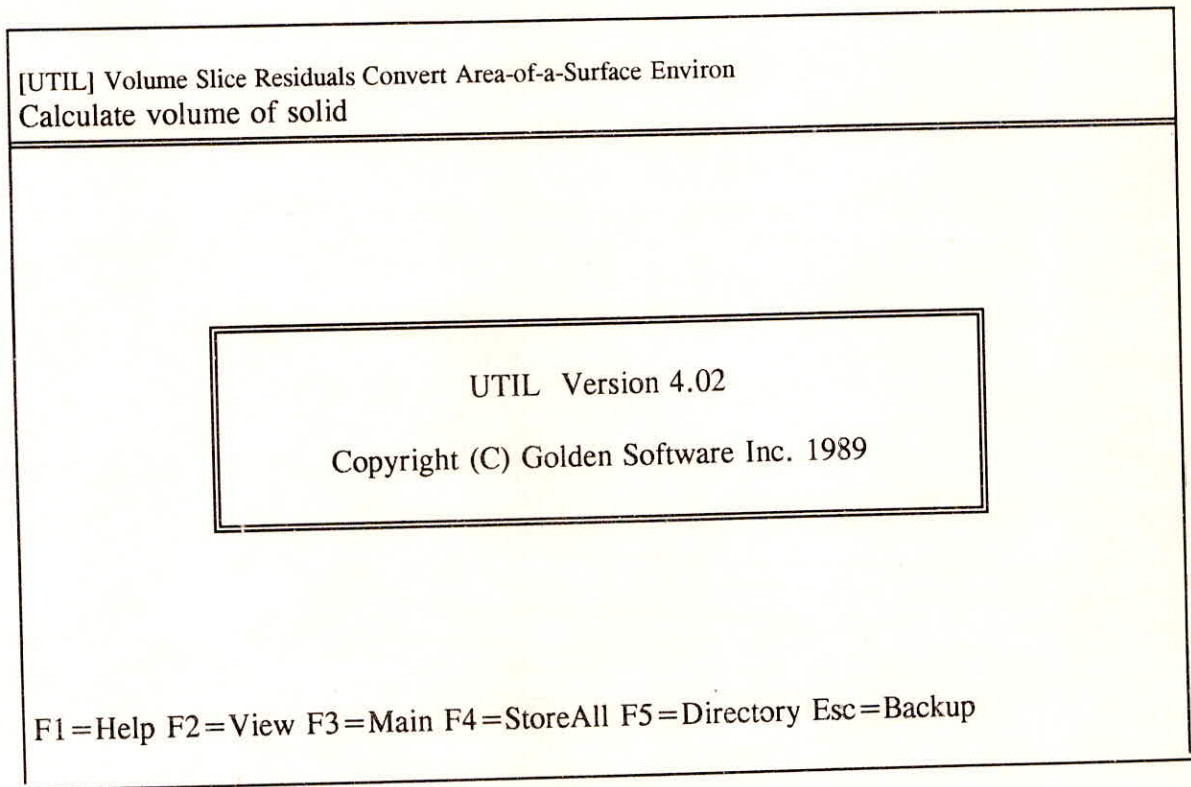 [UTIL] Volume Slice Residuals Convert Area-of-a-Surface Environ
Calculate volume of solid
UTIL Version 4.02
Copyright (C) Golden Software Inc. 1989
F1=Help F2=View F3=Main F4=StoreAll F5=Directory Esc=Backup